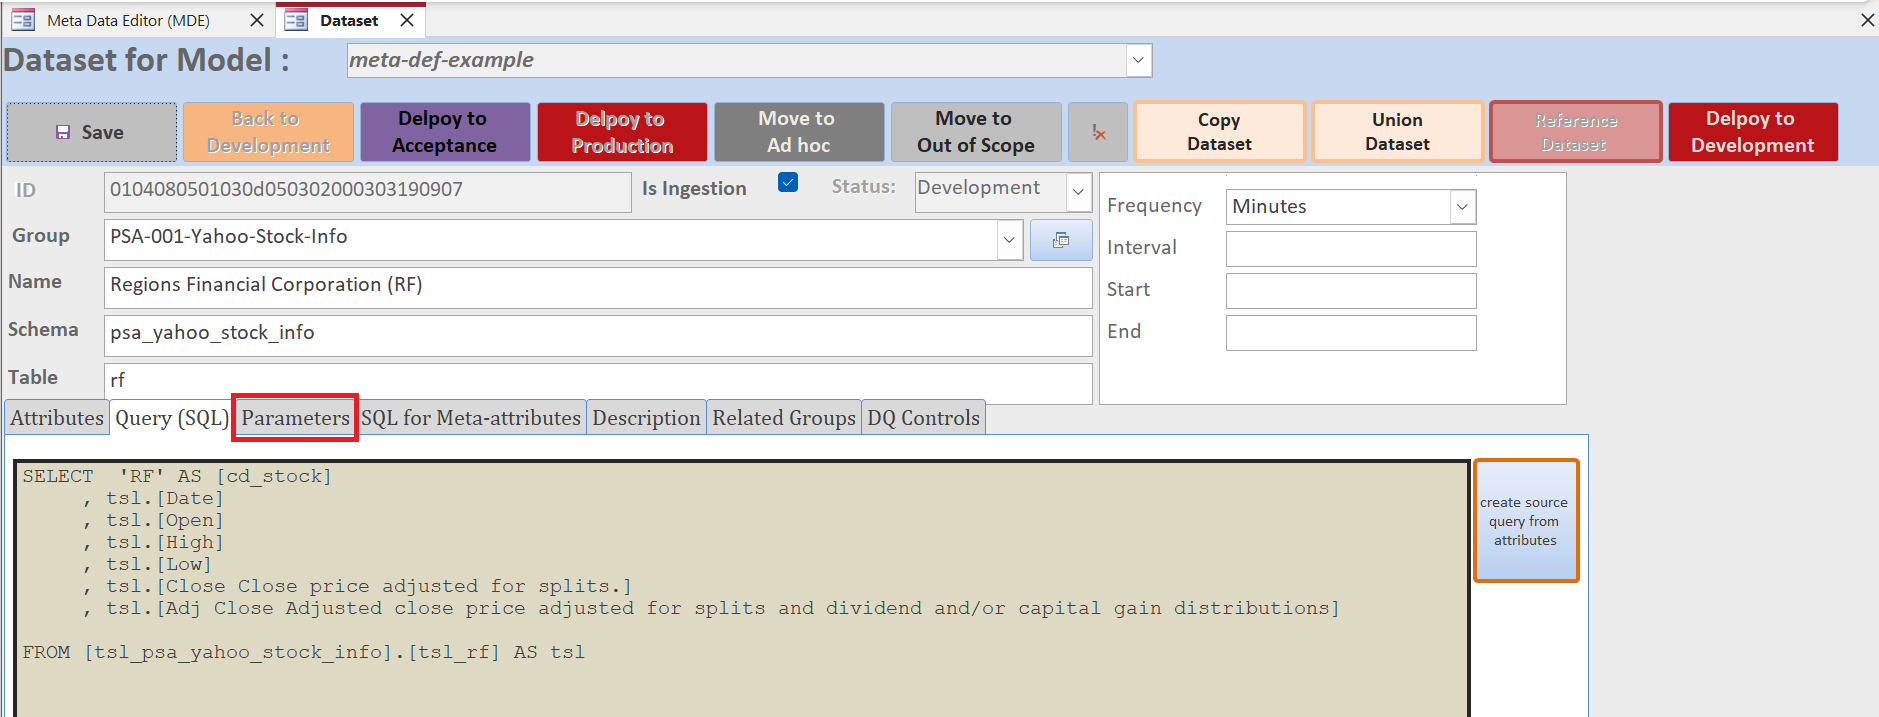 Meta Data Editor (MDE)
Dataset
Dataset for Model :
meta-def-example
Save
Back to
Development
Delpoy to
Acceptance
Delpoy to
Production
Move to
Ad hoc
Move to
Out of Scope
Copy
Dataset
Union
Dataset
Reference
Dataset
Delpoy to
Development
ID
0104080501030d050302000303190907
Is Ingestion
Status:
Development
Group
PSA-001-Yahoo-Stock-Info
Name
Regions Financial Corporation (RF)
Schema
psa_yahoo_stock_info
Table
rf
Frequency
Minutes
Interval
Start
End
Attributes
Query (SQL)
Parameters
SQL for Meta-attributes
Description
Related Groups
DQ Controls
SELECT  'RF' AS [cd_stock]
     , tsl.[Date]
     , tsl.[Open]
     , tsl.[High]
     , tsl.[Low]
     , tsl.[Close Close price adjusted for splits.]
     , tsl.[Adj Close Adjusted close price adjusted for splits and dividend and/or capital gain distributions]
FROM [tsl_psa_yahoo_stock_info].[tsl_rf] AS tsl
create source
query from
attributes